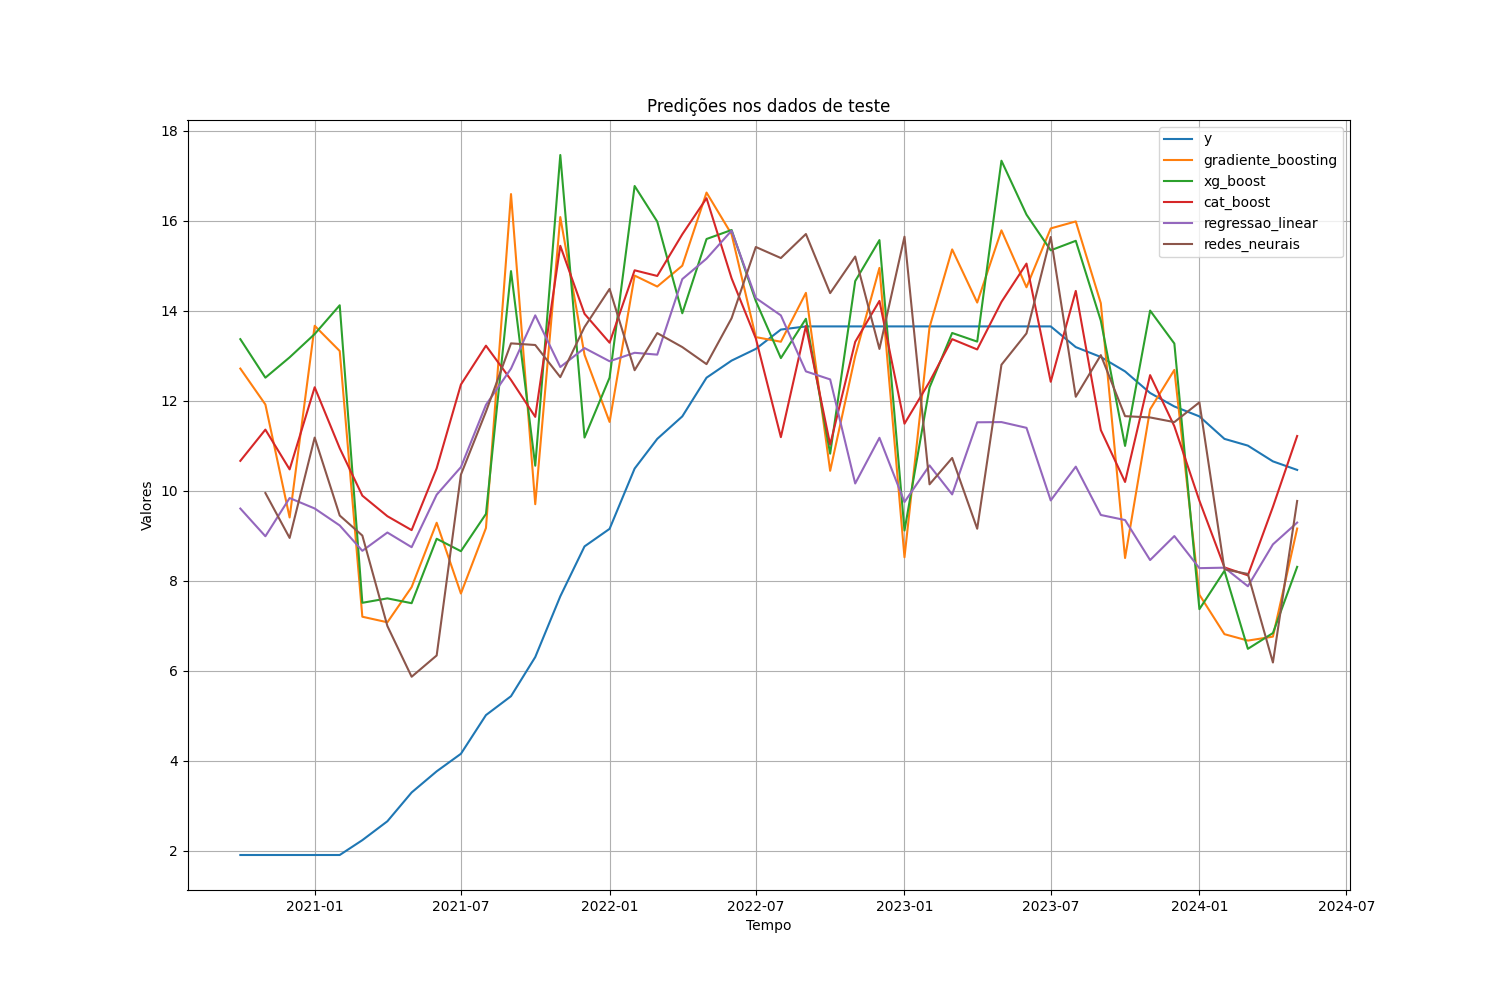 Predições nos dados de teste
y
gradiente_boosting
xg_boost
cat_boost
regressao_linear
redes_neurais
Valores
18
16
14
12
10
8
6
4
2
2021-01
2021-07
2022-01
2022-07
2023-01
2023-07
2024-01
2024-07
Tempo